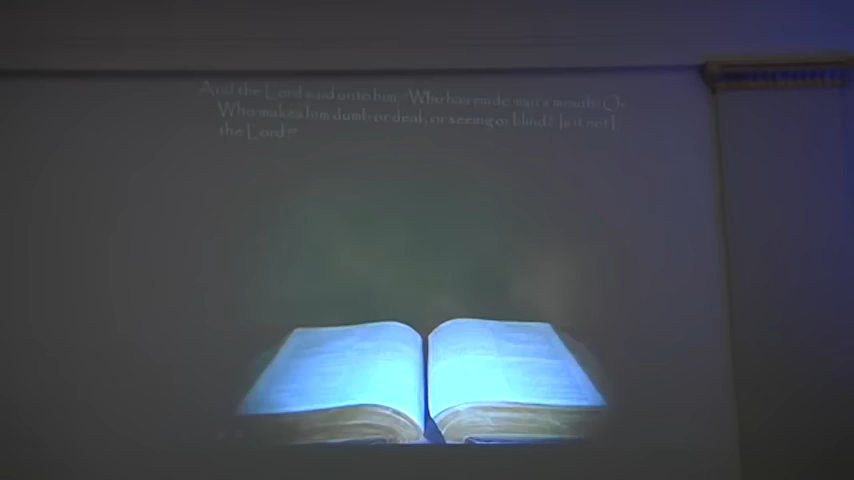 And the Lord said unto him, "Who has made man's mouth? Or
Who makes him dumb or deaf, or seeing or blind? Is it not I
the Lord"